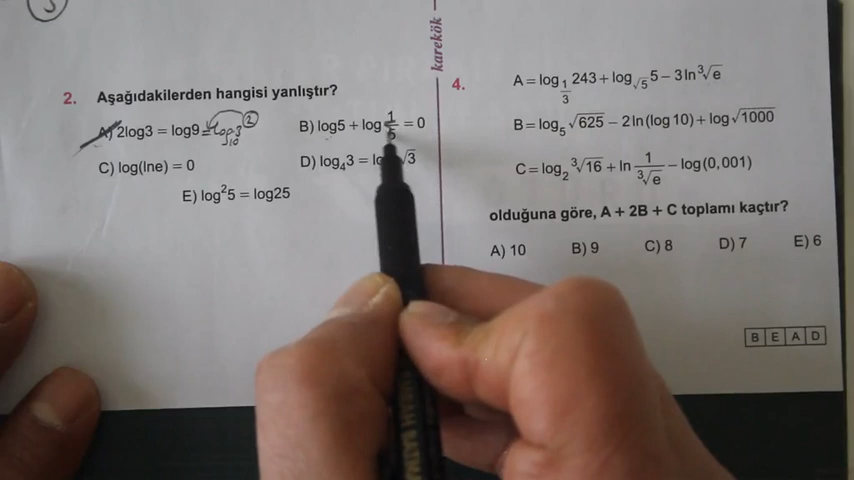 3
karekök
2. Aşağıdakilerden hangisi yanlıştır?
A) 2log3 = log9 = log₁₀3²
B) log5 + log 1/5 = 0
C) log(lne) = 0
D) log₄3 = √3
E) log²5 = log25
4.
A = log_{1/3} 243 + log_{√5} 5 – 3 ln ∛e
B = log₅ √625 – 2 ln(log 10) + log √1000
C = log₂ ∛16 + ln 1/∛e – log(0,001)
olduğuna göre, A + 2B + C toplamı kaçtır?
A) 10 B) 9 C) 8 D) 7 E) 6
B E A D